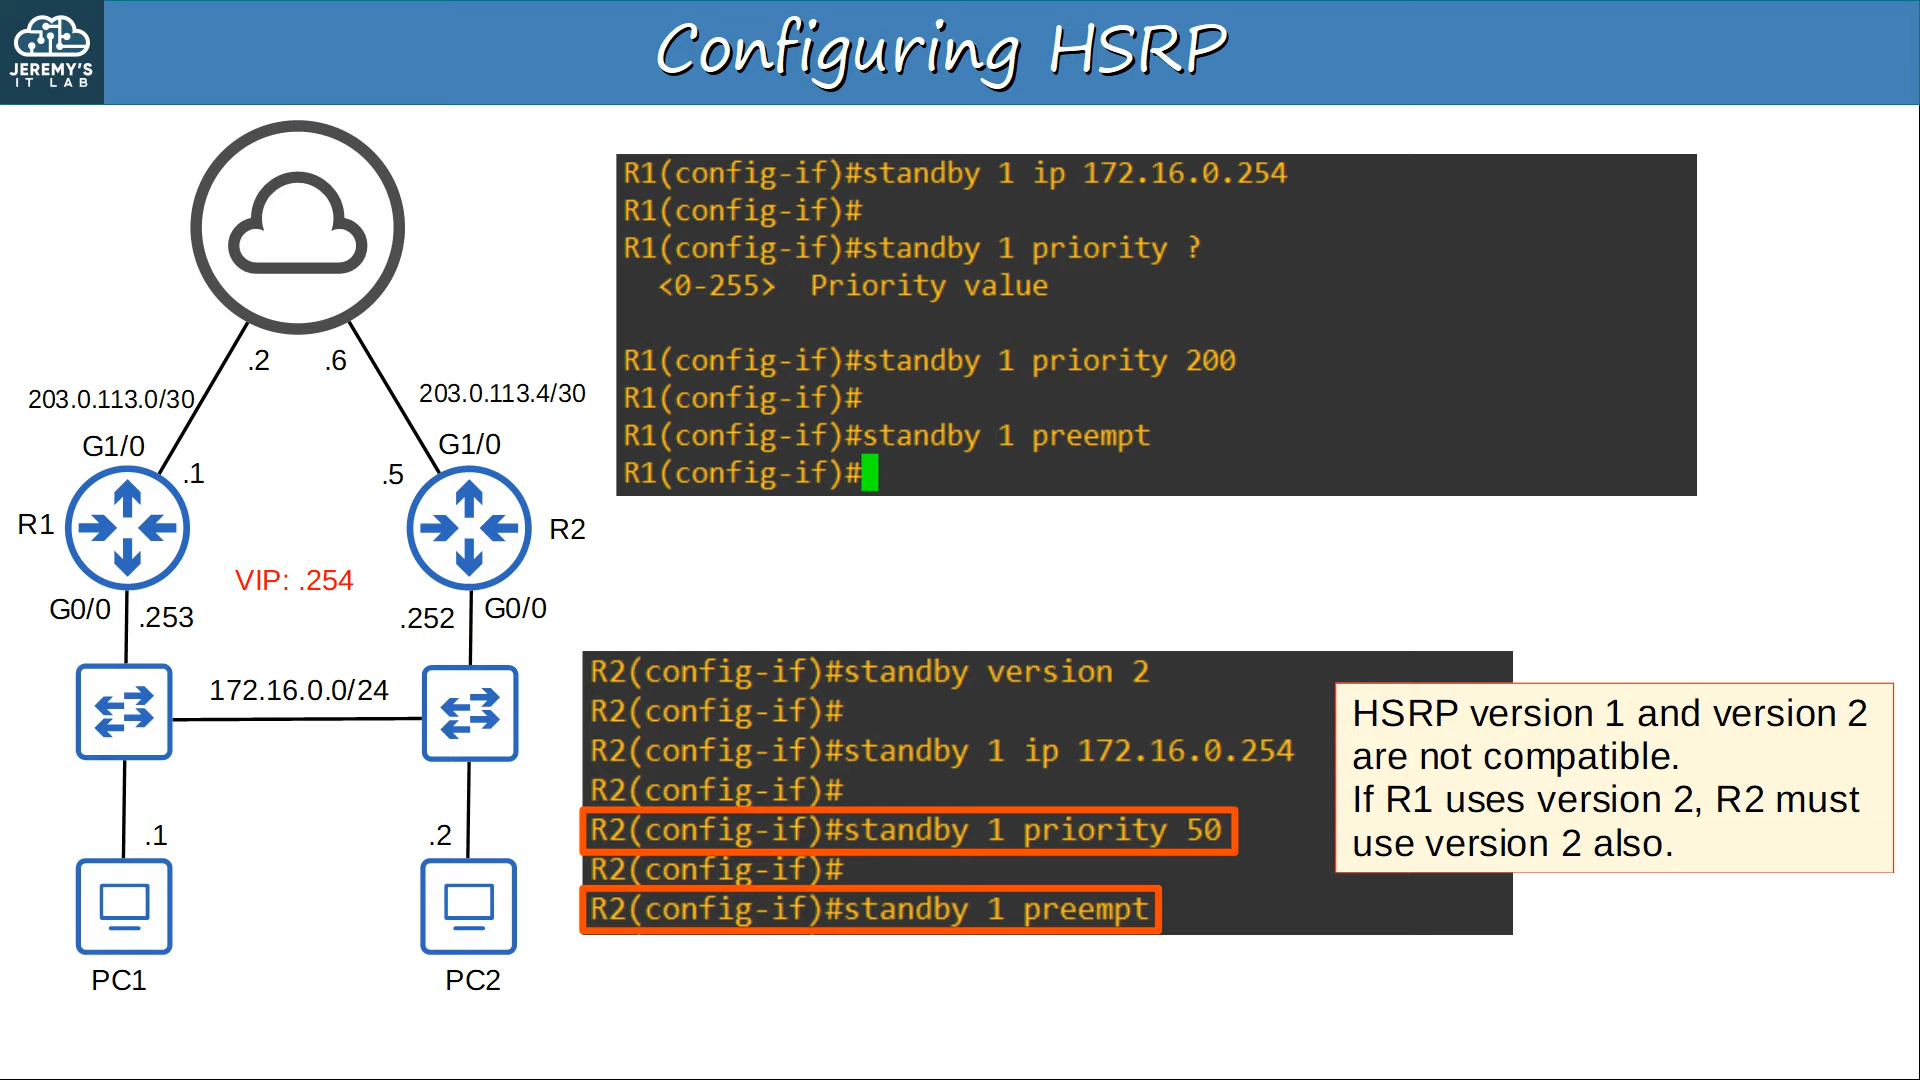 JEREMY'S
IT LAB
Configuring HSRP
.2
.6
203.0.113.0/30
203.0.113.4/30
G1/0
G1/0
.1
.5
R1
R2
VIP: .254
G0/0
.253
.252
G0/0
172.16.0.0/24
.1
.2
PC1
PC2
R1(config-if)#standby 1 ip 172.16.0.254
R1(config-if)#
R1(config-if)#standby 1 priority ?
<0-255> Priority value
R1(config-if)#standby 1 priority 200
R1(config-if)#
R1(config-if)#standby 1 preempt
R1(config-if)#
R2(config-if)#standby version 2
R2(config-if)#
R2(config-if)#standby 1 ip 172.16.0.254
R2(config-if)#
R2(config-if)#standby 1 priority 50
R2(config-if)#
R2(config-if)#standby 1 preempt
HSRP version 1 and version 2
are not compatible.
If R1 uses version 2, R2 must
use version 2 also.